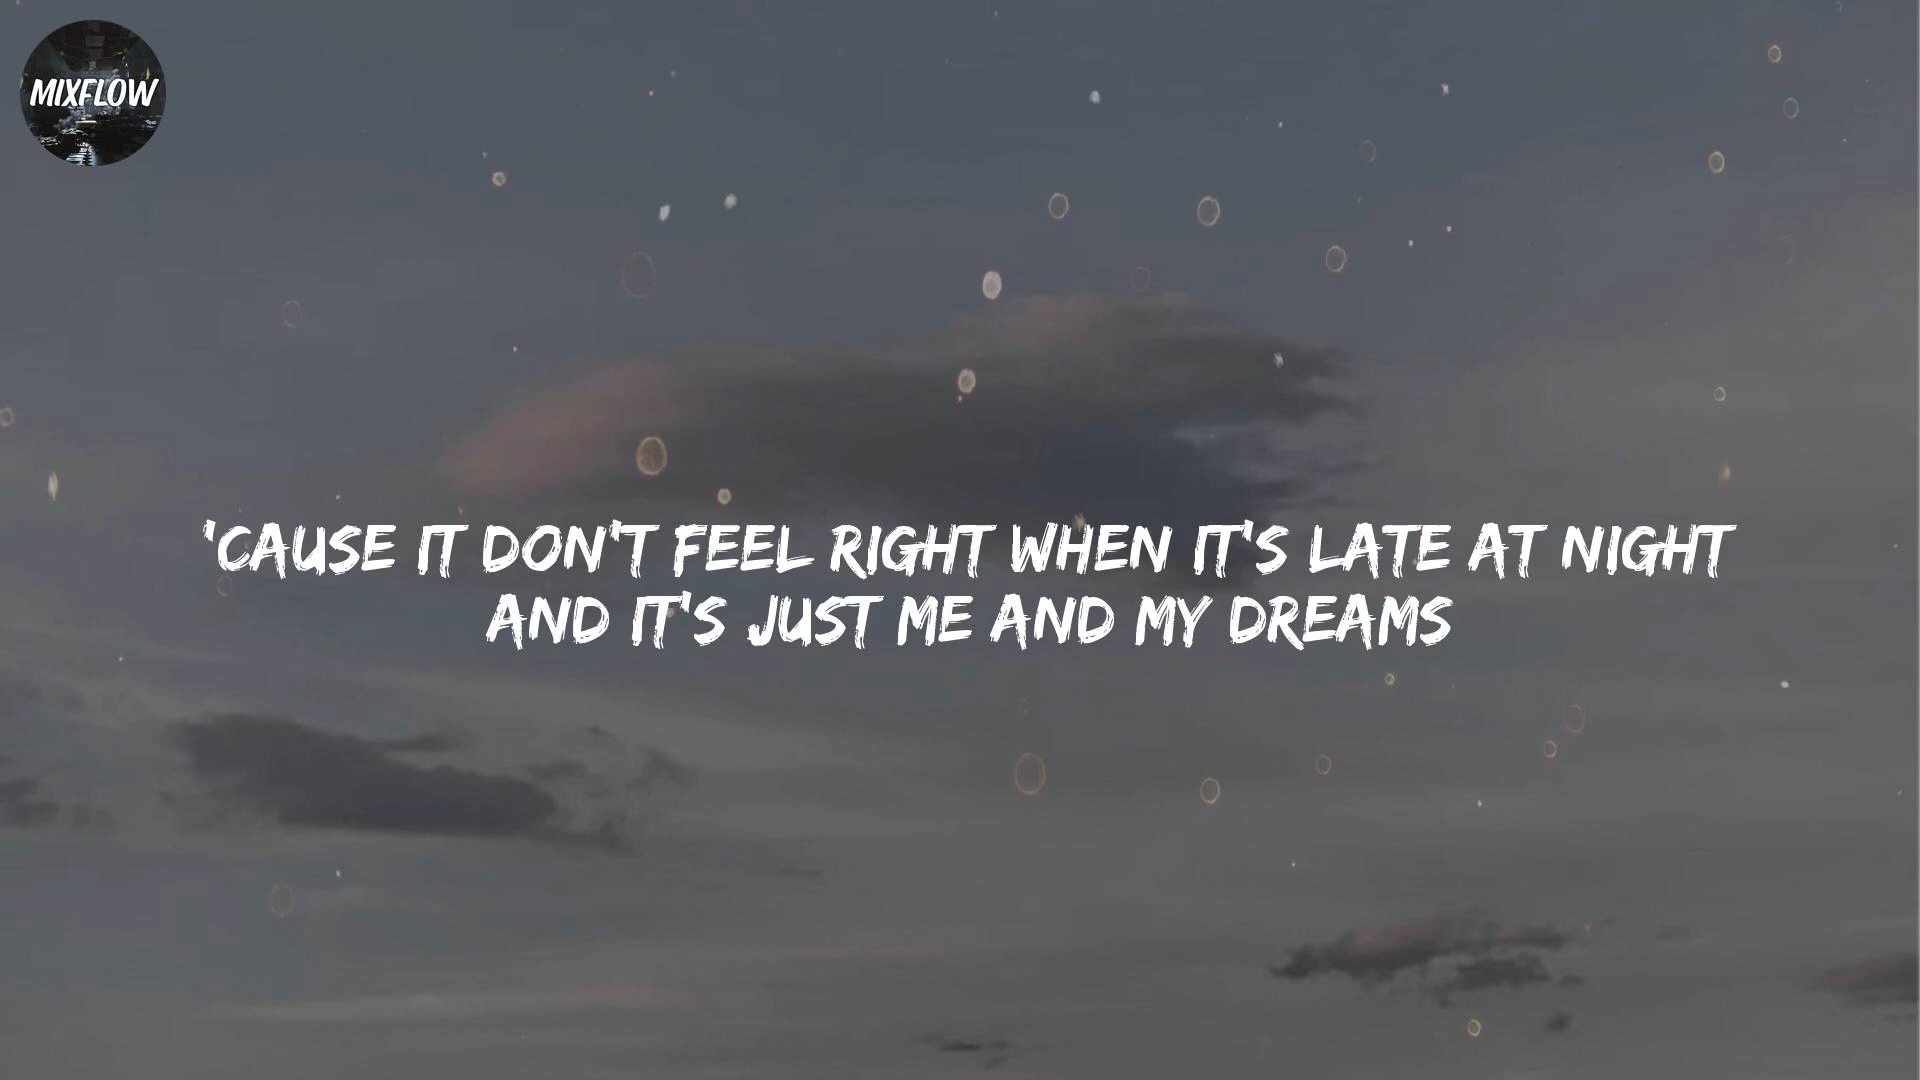 MIXFLOW
'CAUSE IT DON'T FEEL RIGHT WHEN IT'S LATE AT NIGHT
AND IT'S JUST ME AND MY DREAMS